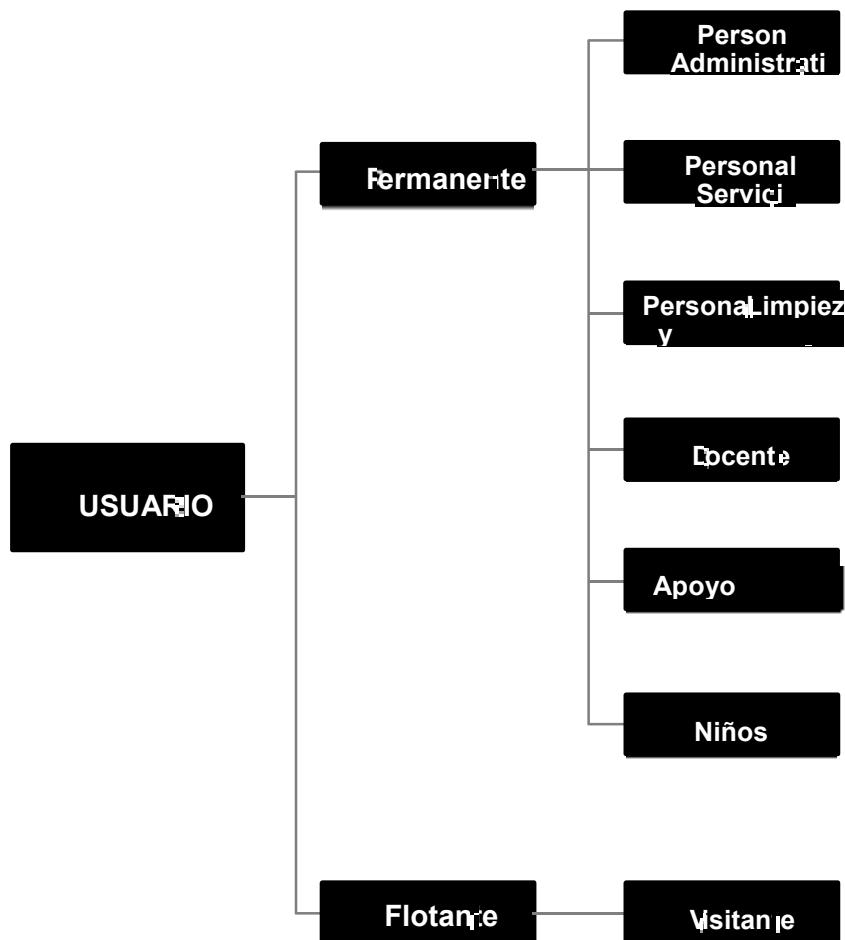 Person
Administrati
Permanente
Personal
Servici
Personal Limpiez
y
Docente
USUARIO
Apoyo
Niños
Flotante
Visitante